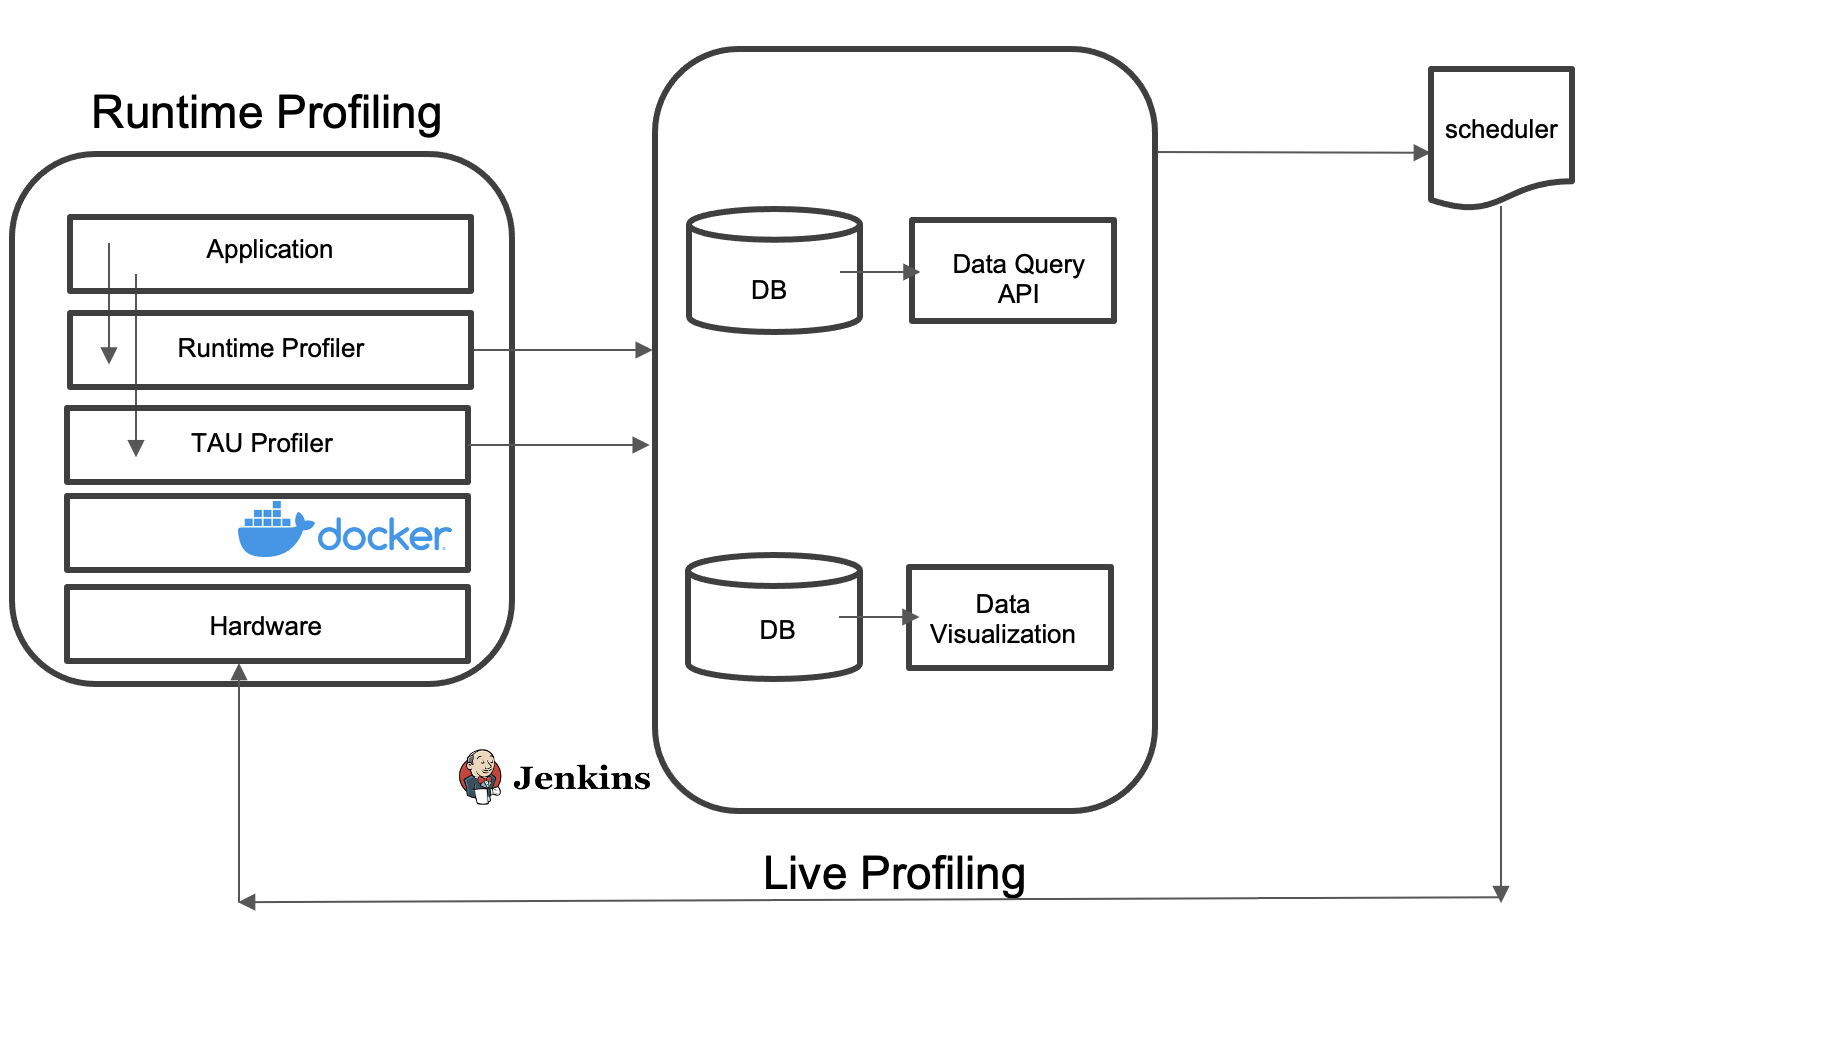 Runtime Profiling
Application
Runtime Profiler
TAU Profiler
docker
Hardware
DB
Data Query
API
DB
Data
Visualization
scheduler
Jenkins
Live Profiling